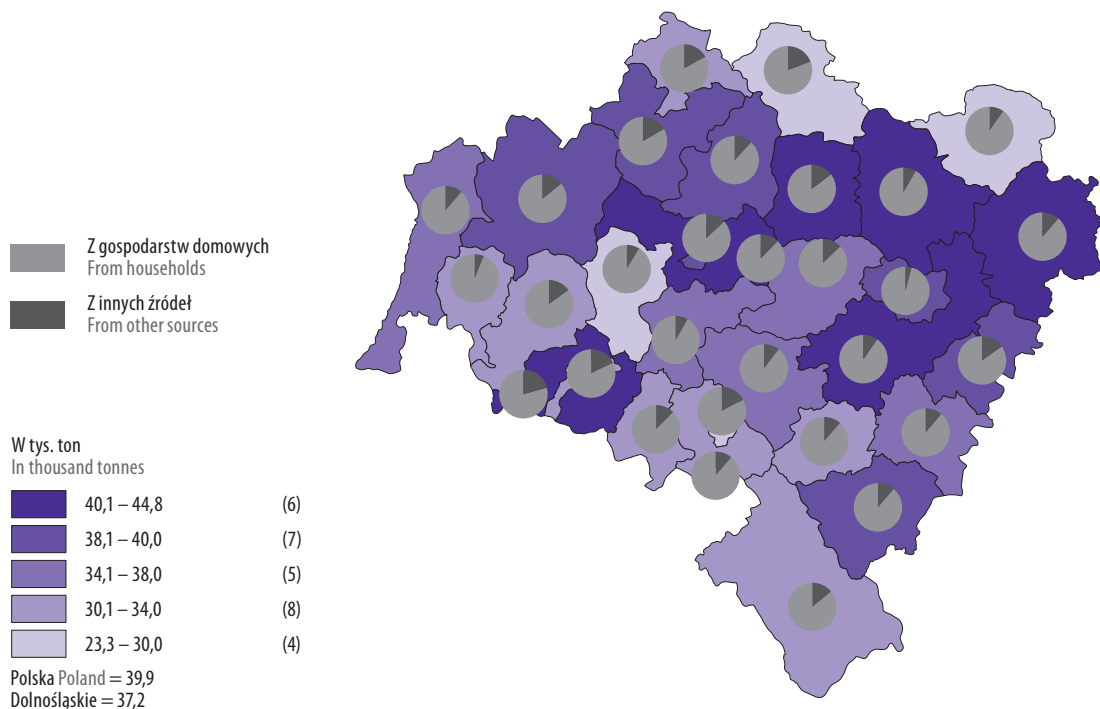 Z gospodarstw domowych
From households
Z innych źródeł
From other sources
W tys. ton
In thousand tonnes
40,1 – 44,8 (6)
38,1 – 40,0 (7)
34,1 – 38,0 (5)
30,1 – 34,0 (8)
23,3 – 30,0 (4)
Polska Poland = 39,9
Dolnośląskie = 37,2